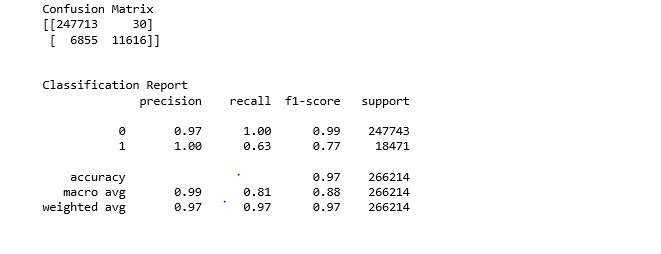 Confusion Matrix
[[247713     30]
 [  6855  11616]]
Classification Report
              precision    recall  f1-score   support
           0       0.97      1.00      0.99    247743
           1       1.00      0.63      0.77     18471
    accuracy                           0.97    266214
   macro avg       0.99      0.81      0.88    266214
weighted avg       0.97      0.97      0.97    266214